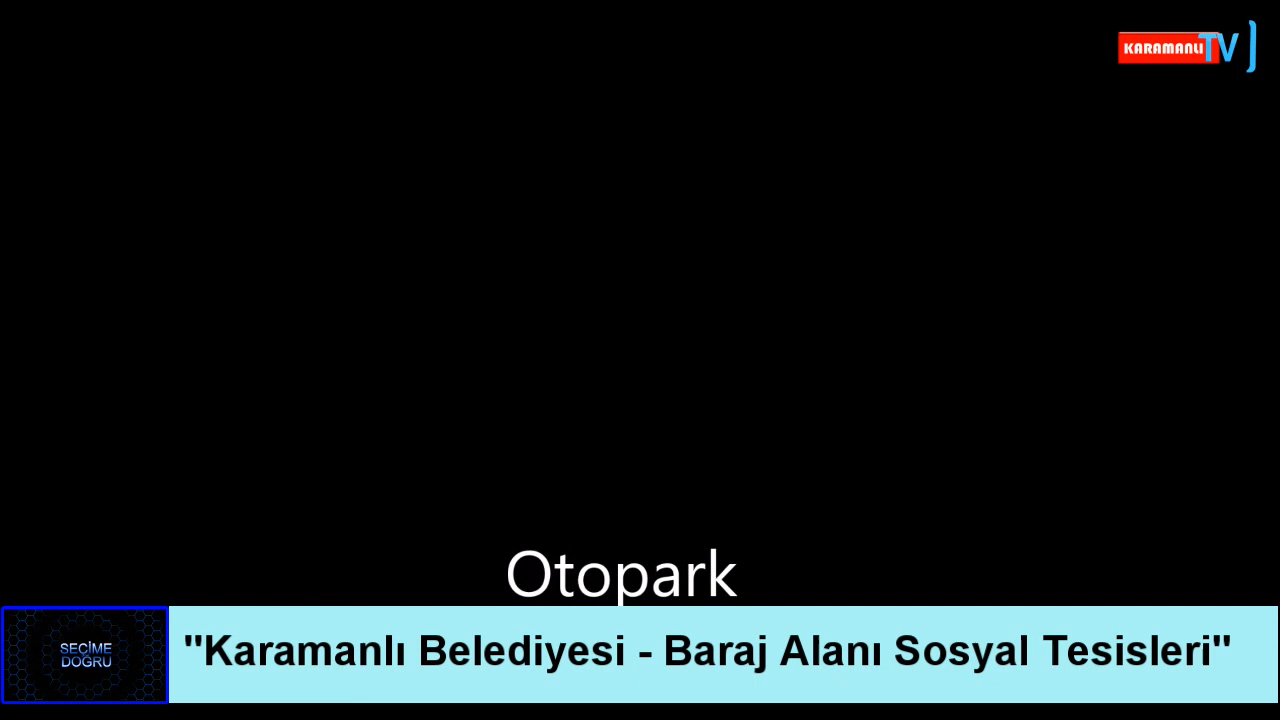 KARAMANLI TV
Otopark
SEÇİME
DOĞRU
"Karamanlı Belediyesi - Baraj Alanı Sosyal Tesisleri"